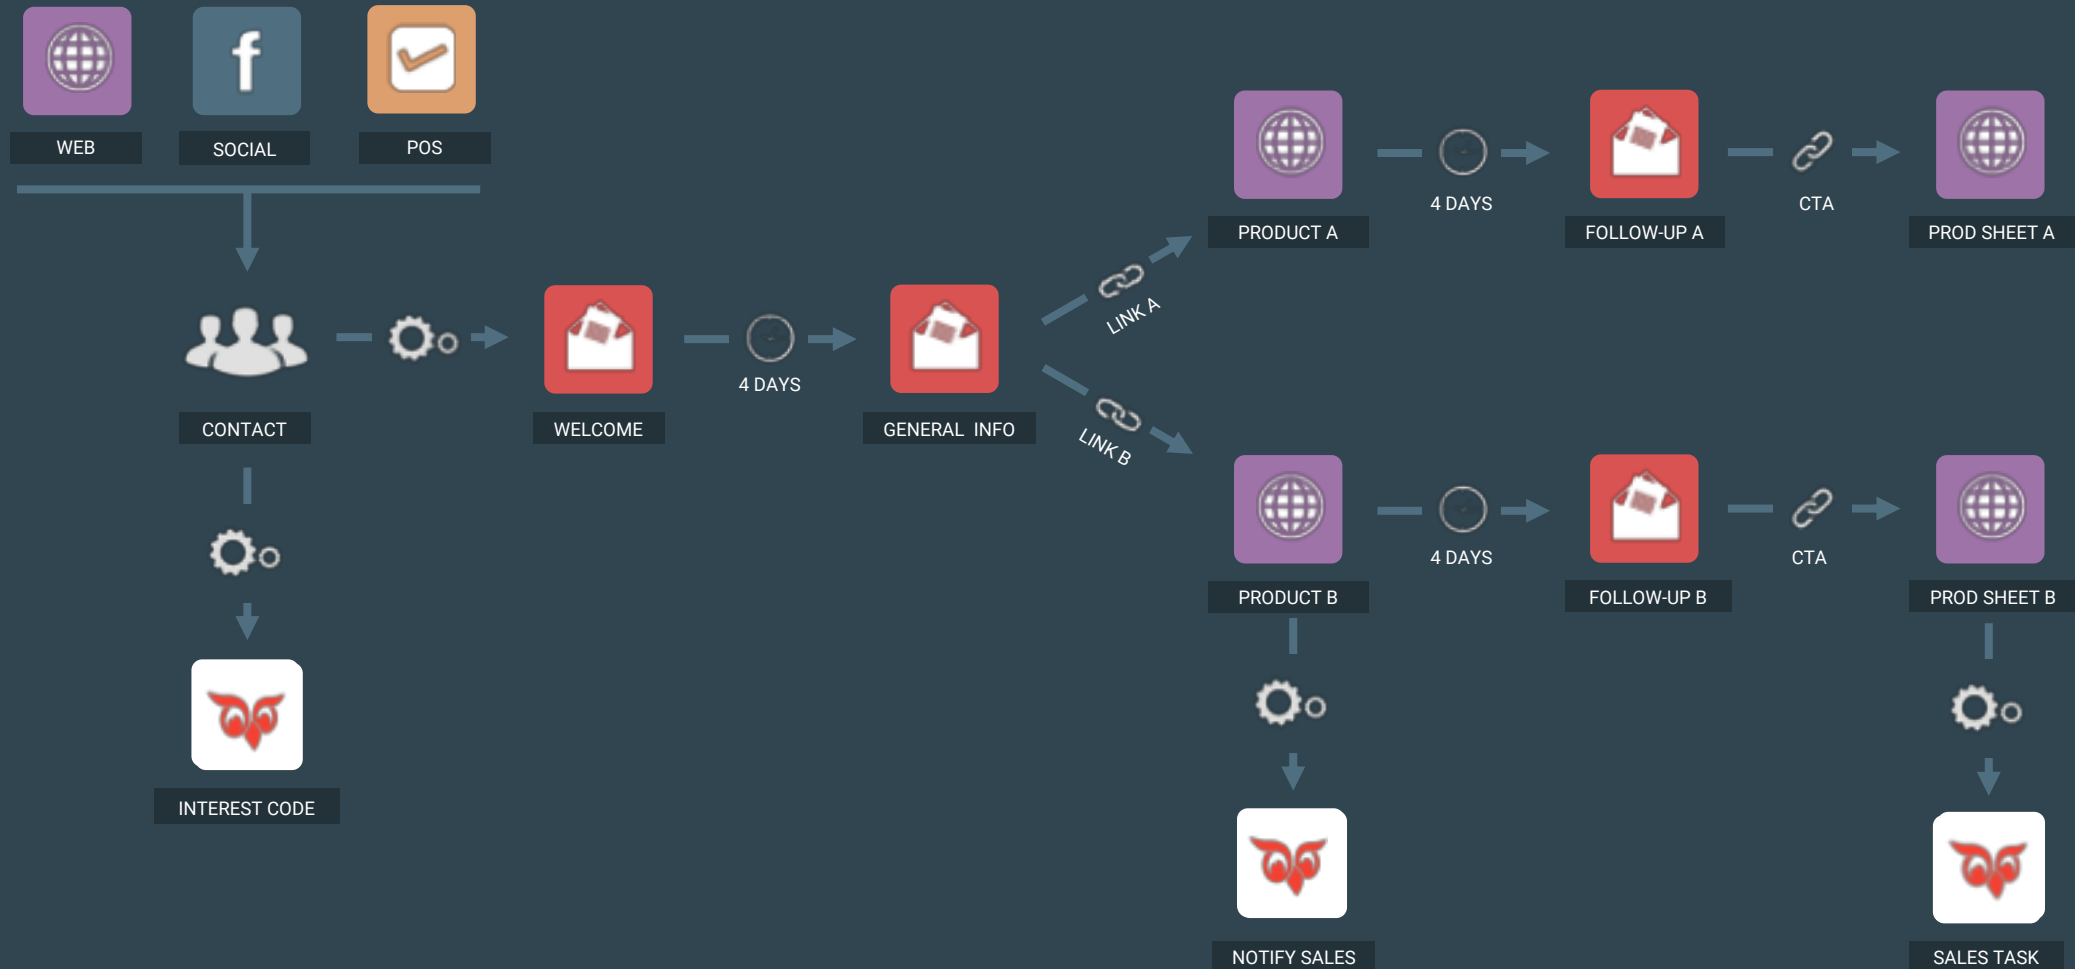 WEB
SOCIAL
POS
PRODUCT A
4 DAYS
FOLLOW-UP A
CTA
PROD SHEET A
LINK A
CONTACT
WELCOME
4 DAYS
GENERAL INFO
LINK B
PRODUCT B
4 DAYS
FOLLOW-UP B
CTA
PROD SHEET B
INTEREST CODE
NOTIFY SALES
SALES TASK